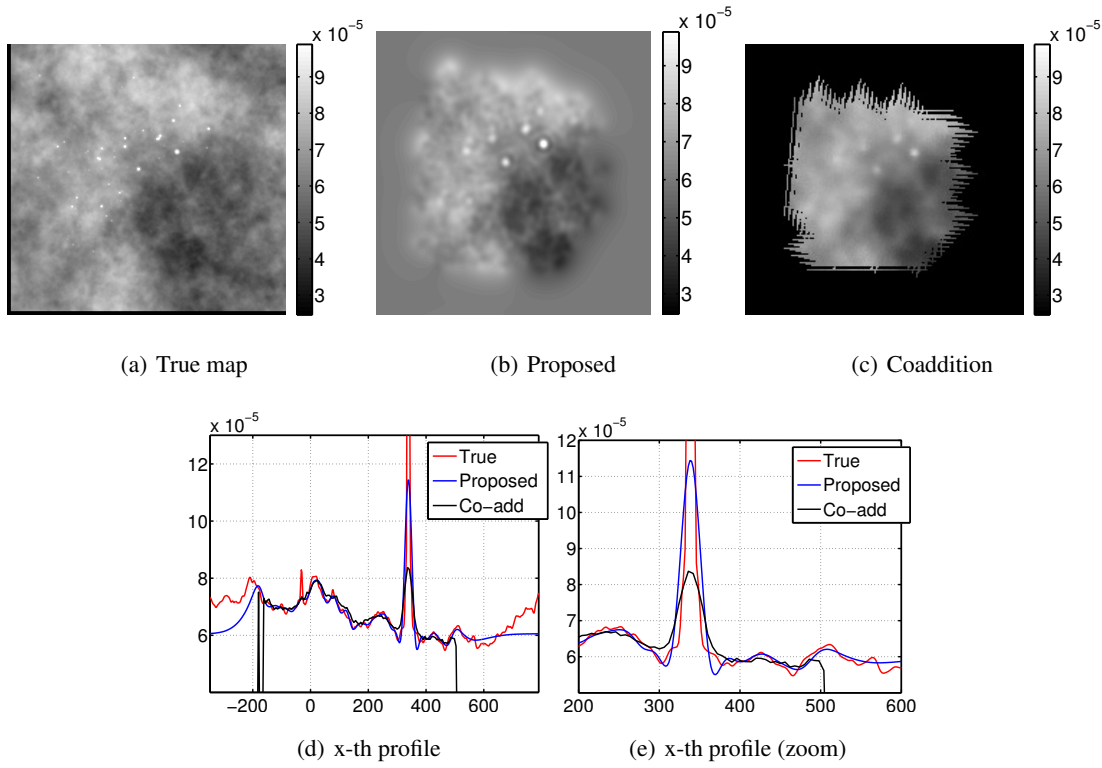 x 10⁻⁵
9
8
7
6
5
4
3
x 10⁻⁵
9
8
7
6
5
4
3
x 10⁻⁵
9
8
7
6
5
4
3
(a) True map
(b) Proposed
(c) Coaddition
x 10⁻⁵
12
10
8
6
−200 0 200 400 600
True
Proposed
Co−add
(d) x-th profile
x 10⁻⁵
12
11
10
9
8
7
6
5
200 300 400 500 600
True
Proposed
Co−add
(e) x-th profile (zoom)